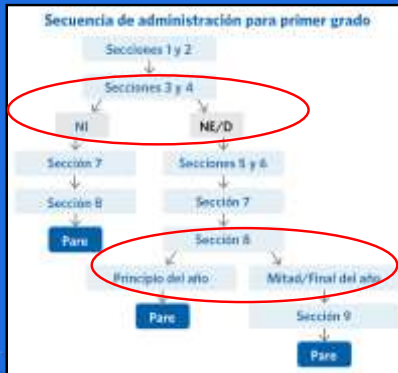 Secuencia de administración para primer grado
Secciones 1 y 2
Secciones 3 y 4
NI NE/D
Sección 7 Secciones 5 y 6
Sección 8 Sección 7
Pare Sección 8
Principio del año Mitad/Final del año
Pare Sección 9
Pare